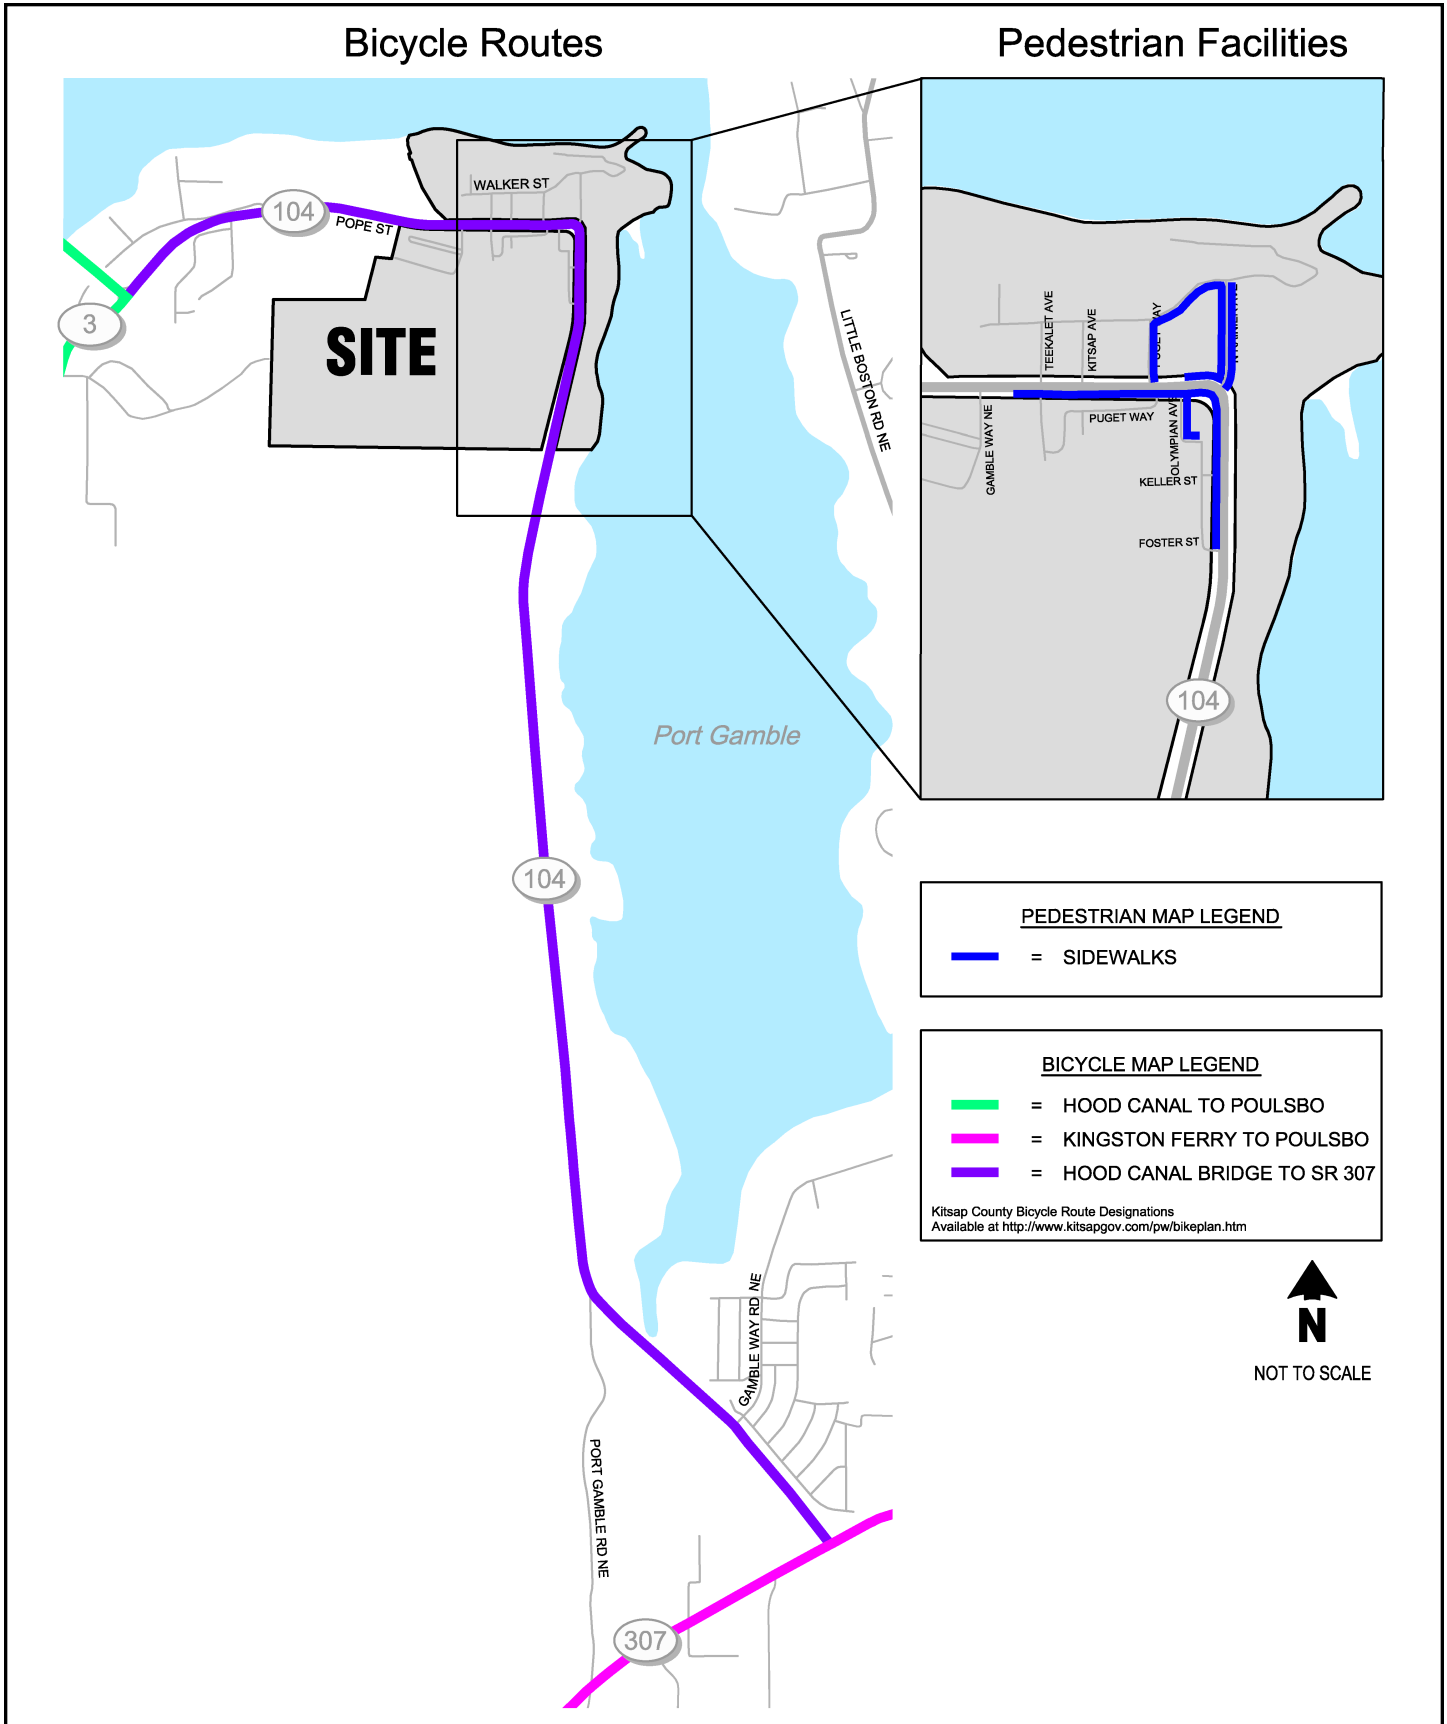 Bicycle Routes
Pedestrian Facilities
WALKER ST
104
POPE ST
3
SITE
LITTLE BOSTON RD NE
Port Gamble
104
GAMBLE WAY RD NE
PORT GAMBLE RD NE
307
TEEKALET AVE
KITSAP AVE
PUGET WAY
GAMBLE WAY NE
PUGET WAY
OLYMPIAN AVE
KELLER ST
FOSTER ST
104
PEDESTRIAN MAP LEGEND
= SIDEWALKS
BICYCLE MAP LEGEND
= HOOD CANAL TO POULSBO
= KINGSTON FERRY TO POULSBO
= HOOD CANAL BRIDGE TO SR 307
Kitsap County Bicycle Route Designations
Available at http://www.kitsapgov.com/pw/bikeplan.htm
N
NOT TO SCALE